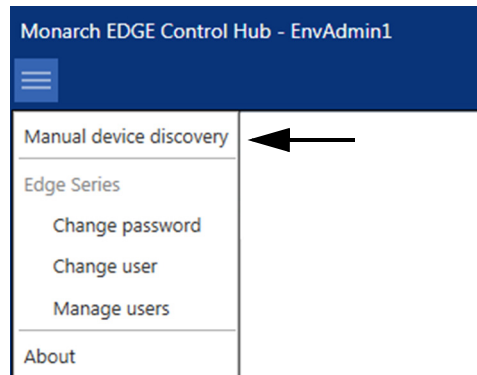 Monarch EDGE Control Hub - EnvAdmin1
Manual device discovery
Edge Series
Change password
Change user
Manage users
About